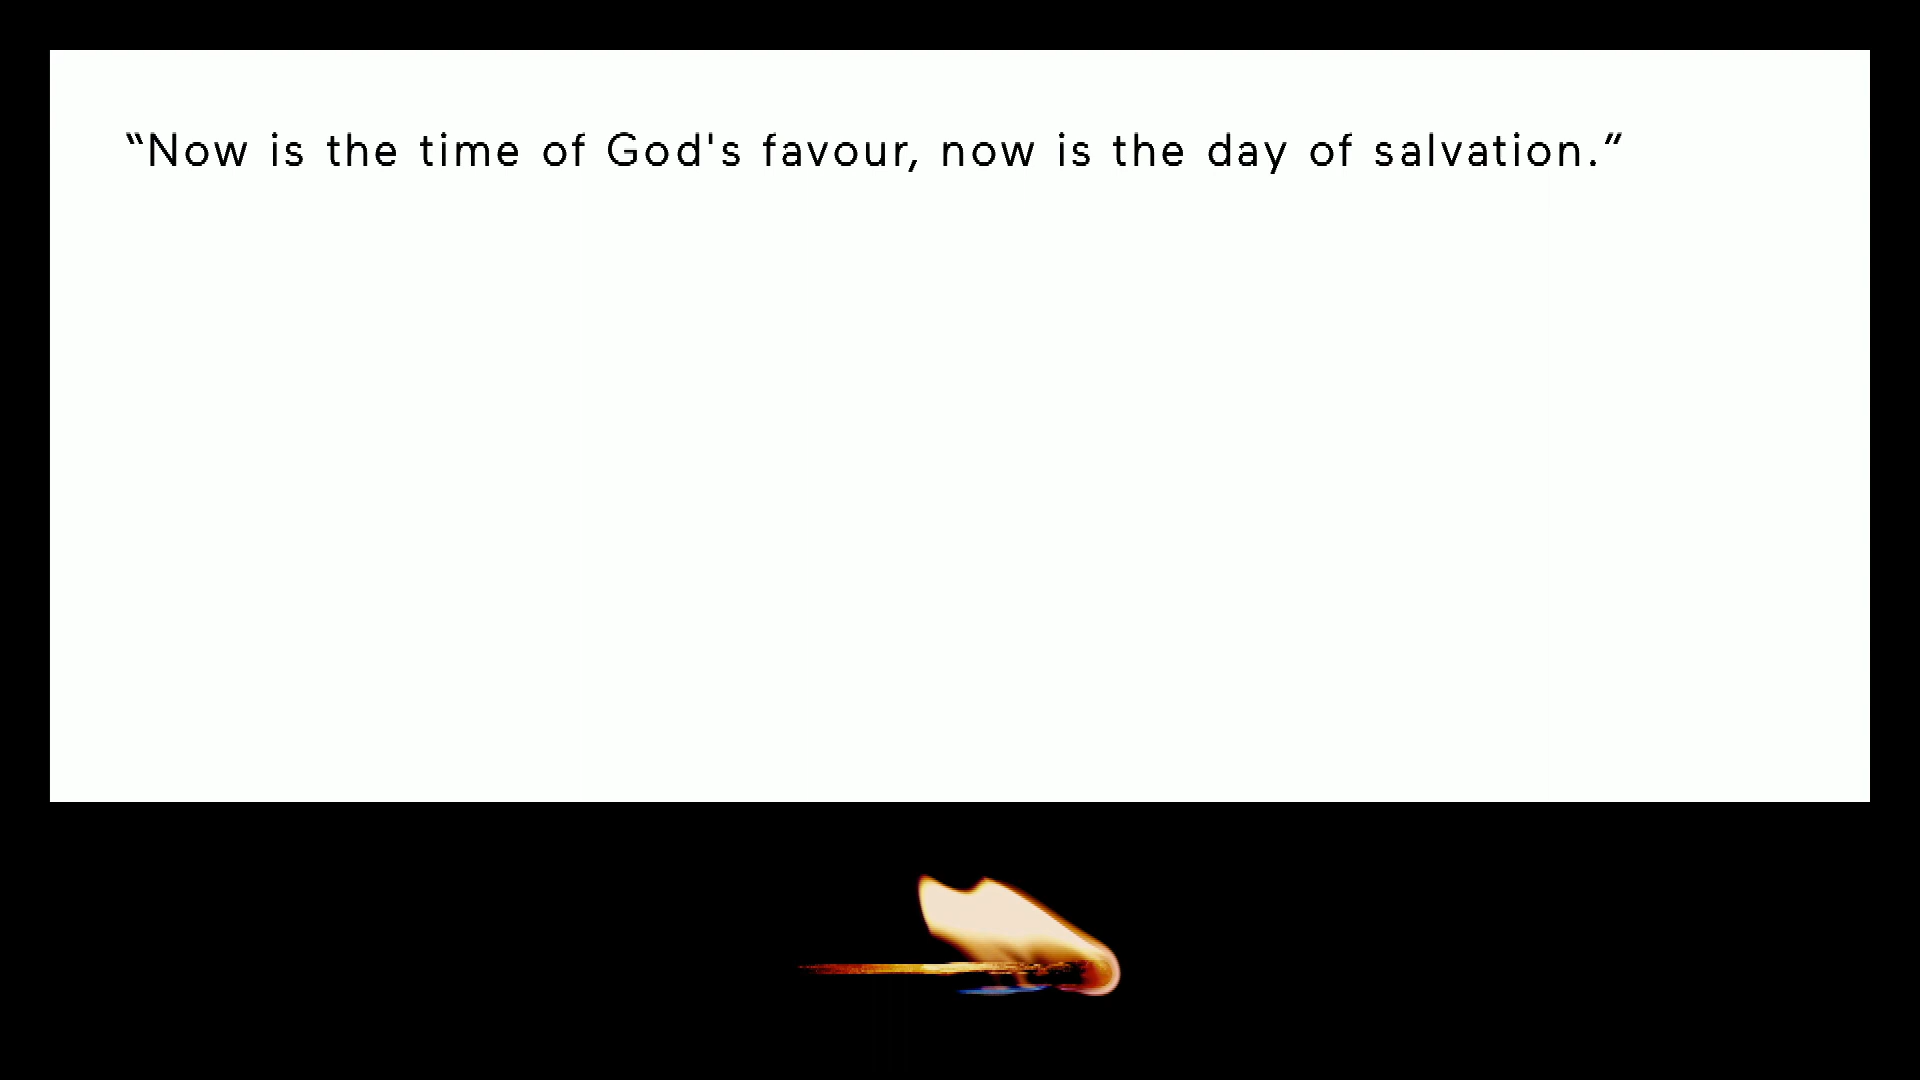 “Now is the time of God's favour, now is the day of salvation.”